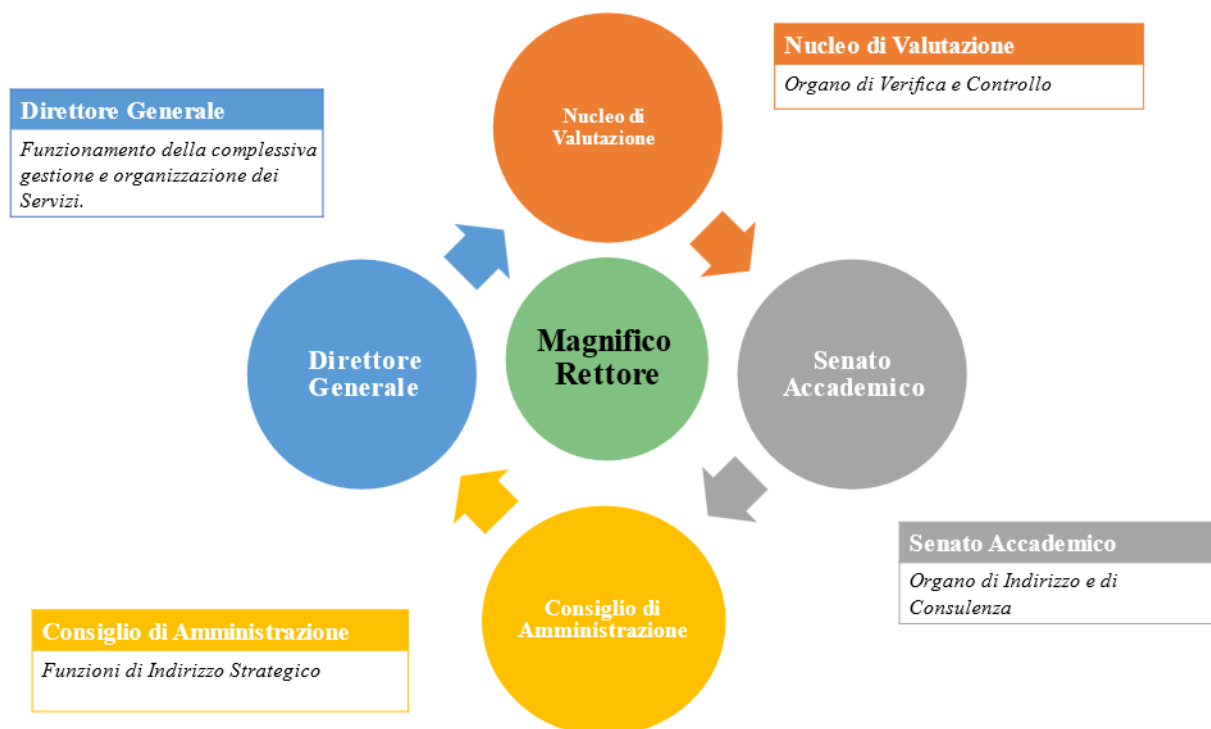 Nucleo di Valutazione
Organo di Verifica e Controllo
Direttore Generale
Funzionamento della complessiva
gestione e organizzazione dei
Servizi.
Nucleo di
Valutazione
Direttore
Generale
Magnifico
Rettore
Senato
Accademico
Senato Accademico
Organo di Indirizzo e di
Consulenza
Consiglio di
Amministrazione
Consiglio di Amministrazione
Funzioni di Indirizzo Strategico